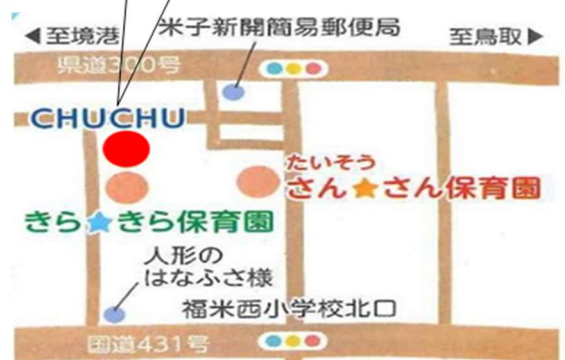 ◀至境港
米子新開簡易郵便局
至鳥取▶
県道300号
CHUCHU
たいそう
さん★さん保育園
きら★きら保育園
人形の
はなふさ様
福米西小学校北口
国道431号